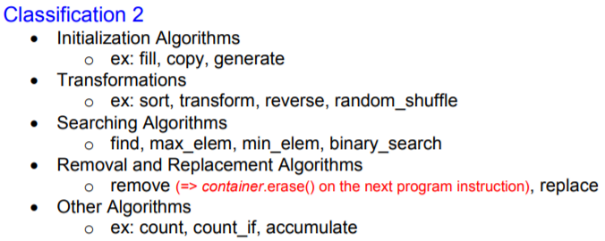 Classification 2
• Initialization Algorithms
o ex: fill, copy, generate
• Transformations
o ex: sort, transform, reverse, random_shuffle
• Searching Algorithms
o find, max_elem, min_elem, binary_search
• Removal and Replacement Algorithms
o remove (=> container.erase() on the next program instruction), replace
• Other Algorithms
o ex: count, count_if, accumulate